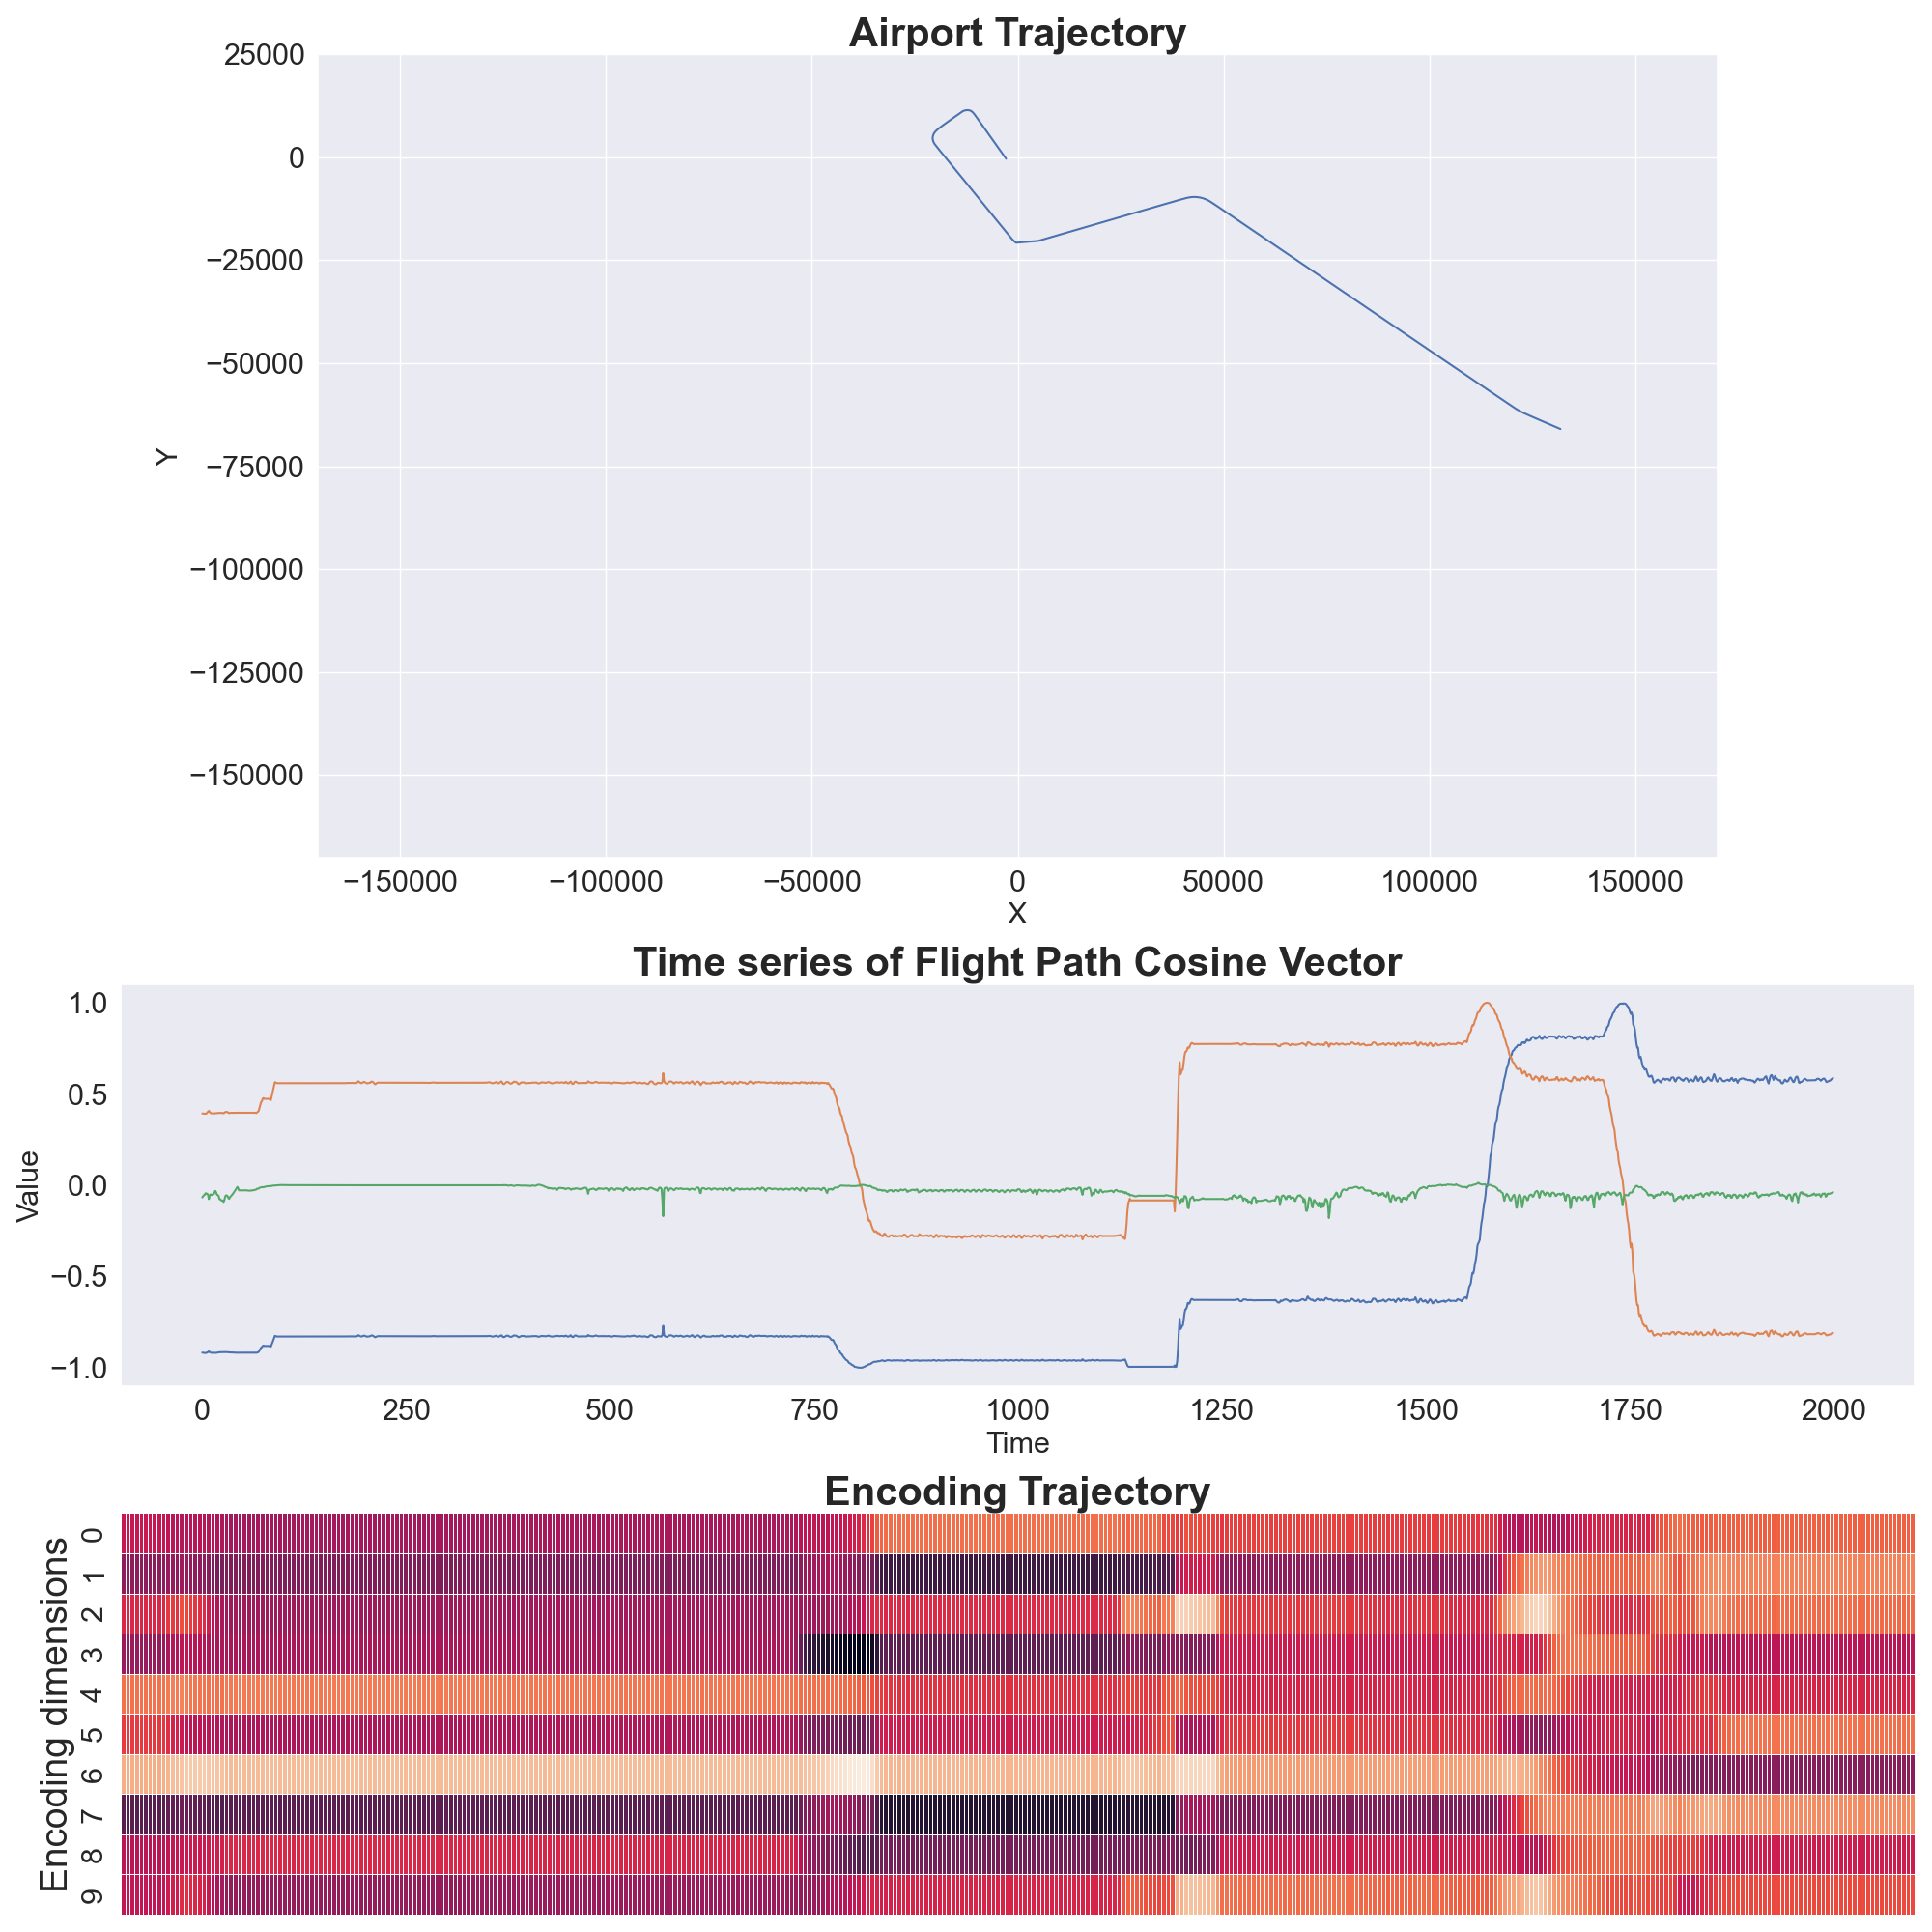 Airport Trajectory
25000
0
−25000
−50000
−75000
−100000
−125000
−150000
Y
−150000 −100000 −50000 0 50000 100000 150000
X
Time series of Flight Path Cosine Vector
1.0
0.5
0.0
−0.5
−1.0
Value
0 250 500 750 1000 1250 1500 1750 2000
Time
Encoding Trajectory
Encoding dimensions
0
1
2
3
4
5
6
7
8
9